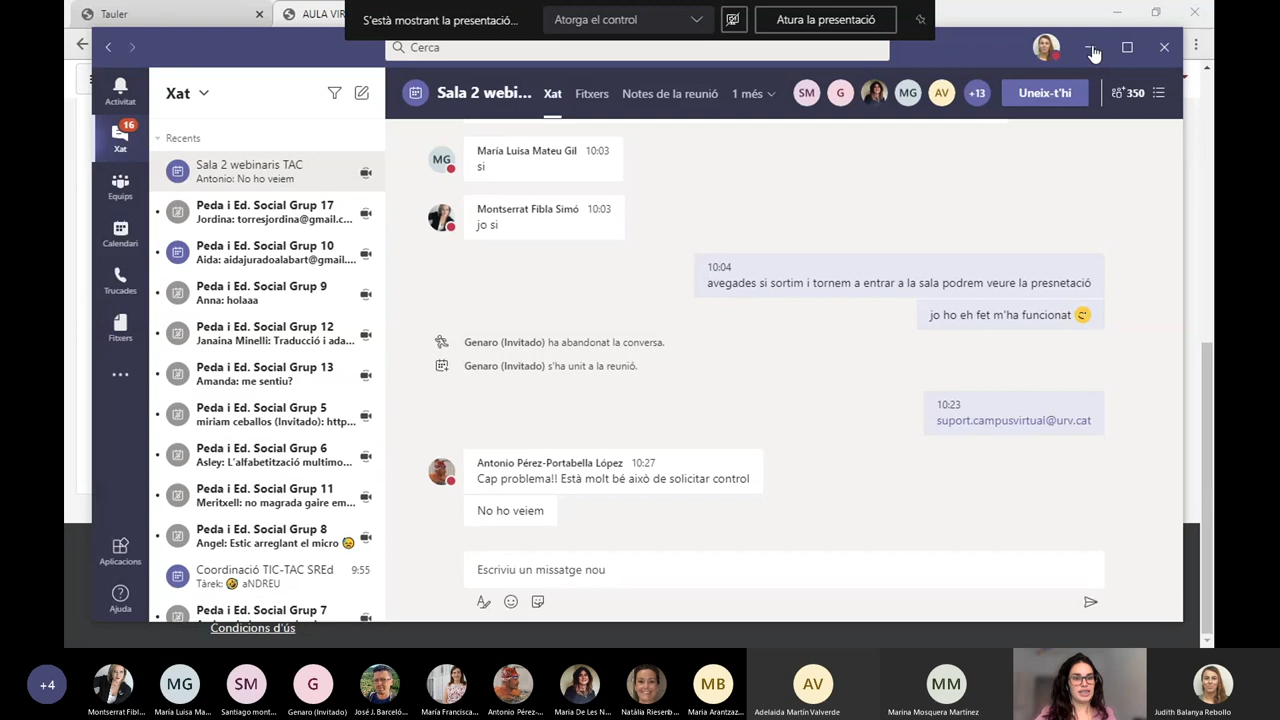 Tauler
AULA VIR
S'està mostrant la presentació...
Atorga el control
Atura la presentació
Cerca
Activitat
16
Xat
Equips
Calendari
Trucades
Fitxers
Aplicacions
Ajuda
Xat
Recents
Sala 2 webinaris TAC
Antonio: No ho veiem
Peda i Ed. Social Grup 17
Jordina: torresjordina@gmail.c...
Peda i Ed. Social Grup 10
Aida: aidajuradoalabart@gmail....
Peda i Ed. Social Grup 9
Anna: holaaa
Peda i Ed. Social Grup 12
Janaina Minelli: Traducció i ada...
Peda i Ed. Social Grup 13
Amanda: me sentiu?
Peda i Ed. Social Grup 5
miriam ceballos (Invitado): http...
Peda i Ed. Social Grup 6
Asley: L'alfabetització multimo...
Peda i Ed. Social Grup 11
Meritxell: no magrada gaire em...
Peda i Ed. Social Grup 8
Angel: Estic arreglant el micro 😥
Coordinació TIC-TAC SREd 9:55
Tàrek: 🤣 aNDREU
Peda i Ed. Social Grup 7
Condicions d'ús
Sala 2 webi... Xat Fitxers Notes de la reunió 1 més
SM G MG AV +13 Uneix-t'hi 350
MG
María Luisa Mateu Gil 10:03
si
Montserrat Fibla Simó 10:03
jo si
10:04
avegades si sortim i tornem a entrar a la sala podrem veure la presnetació
jo ho eh fet m'ha funcionat
Genaro (Invitado) ha abandonat la conversa.
Genaro (Invitado) s'ha unit a la reunió.
10:23
suport.campusvirtual@urv.cat
Antonio Pérez-Portabella López 10:27
Cap problema!! Està molt bé això de solicitar control
No ho veiem
Escriviu un missatge nou
+4 MG SM G MB AV MM
Montserrat Fibl... María Luisa Ma... Santiago mont... Genaro (Invitado) José J. Barceló... María Francisca... Antonio Pérez-... Maria De Les N... Natàlia Riesenb... Maria Arantzaz... Adelaida Martín Valverde Marina Mosquera Martínez Judith Balanya Rebollo